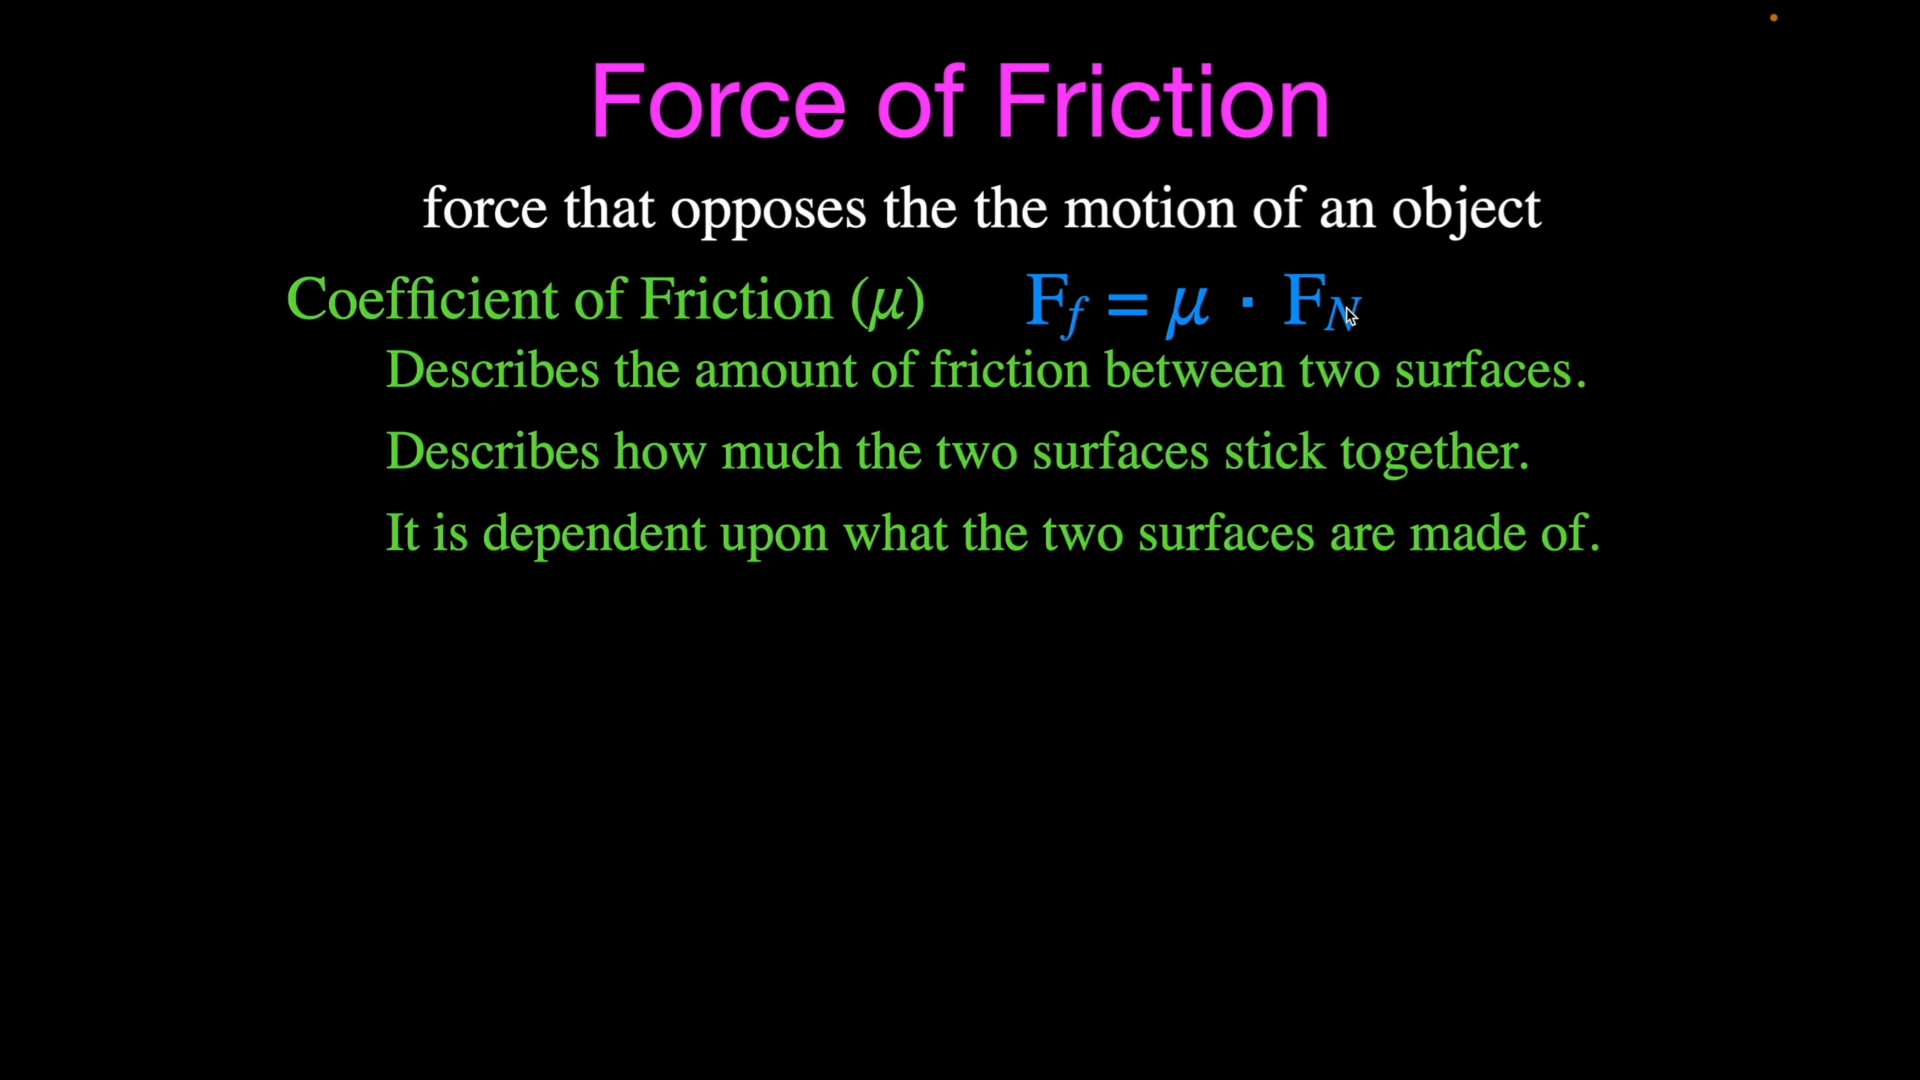 Force of Friction
force that opposes the the motion of an object
Coefficient of Friction (μ) F_f = μ · F_N
Describes the amount of friction between two surfaces.
Describes how much the two surfaces stick together.
It is dependent upon what the two surfaces are made of.